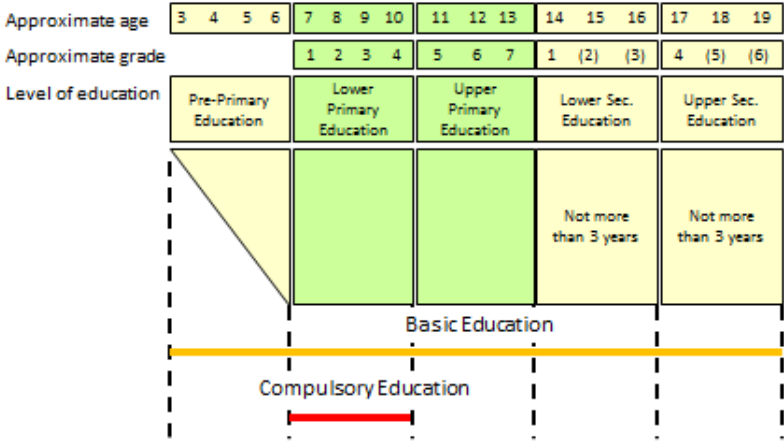 Approximate age 3 4 5 6 7 8 9 10 11 12 13 14 15 16 17 18 19
Approximate grade 1 2 3 4 5 6 7 1 (2) (3) 4 (5) (6)
Level of education
Pre-Primary
Education
Lower
Primary
Education
Upper
Primary
Education
Lower Sec.
Education
Upper Sec.
Education
Not more
than 3 years
Not more
than 3 years
Basic Education
Compulsory Education